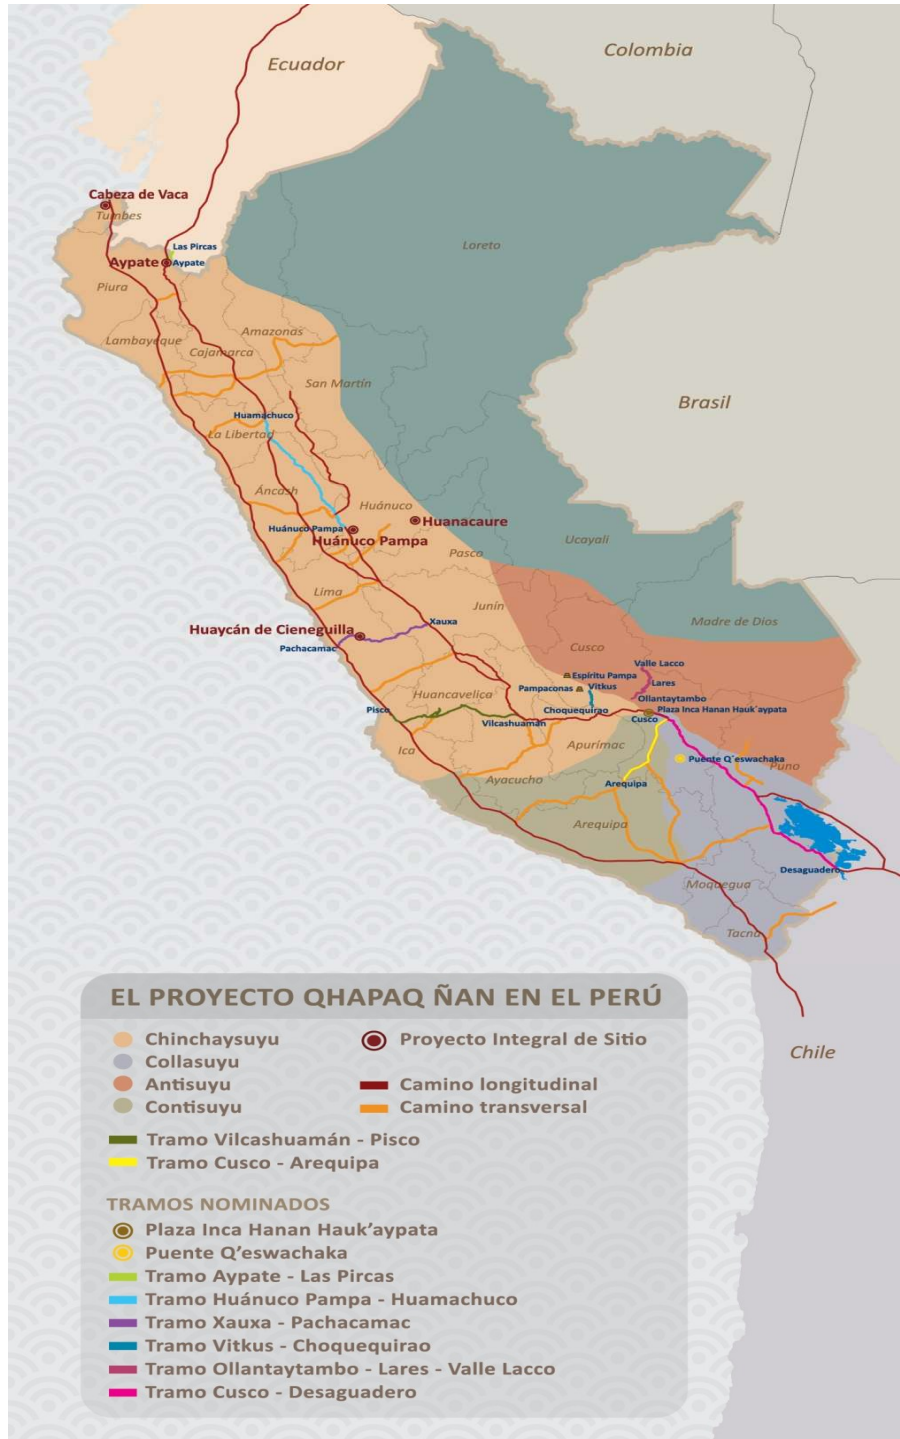 Ecuador
Colombia
Cabeza de Vaca
Tumbes
Las Pircas
Aypate
Aypate
Loreto
Piura
Amazonas
Lambayeque
Cajamarca
San Martín
Brasil
Huamachuco
La Libertad
Áncash
Huánuco
Huanacaure
Huánuco Pampa
Huánuco Pampa
Ucayali
Pasco
Lima
Junín
Madre de Dios
Xauxa
Huaycán de Cieneguilla
Pachacamac
Cusco
Valle Lacco
Espíritu Pampa
Lares
Pampaconas
Vitkus
Huancavelica
Ollantaytambo
Pisco
Choquequirao
Plaza Inca Hanan Hauk´aypata
Vilcashuamán
Cusco
Ica
Apurímac
Puente Q´eswachaka
Puno
Ayacucho
Arequipa
Arequipa
Desaguadero
Moquegua
Tacna
Chile
EL PROYECTO QHAPAQ ÑAN EN EL PERÚ
Chinchaysuyu
Proyecto Integral de Sitio
Collasuyu
Antisuyu
Camino longitudinal
Contisuyu
Camino transversal
Tramo Vilcashuamán - Pisco
Tramo Cusco - Arequipa
TRAMOS NOMINADOS
Plaza Inca Hanan Hauk’aypata
Puente Q’eswachaka
Tramo Aypate - Las Pircas
Tramo Huánuco Pampa - Huamachuco
Tramo Xauxa - Pachacamac
Tramo Vitkus - Choquequirao
Tramo Ollantaytambo - Lares - Valle Lacco
Tramo Cusco - Desaguadero